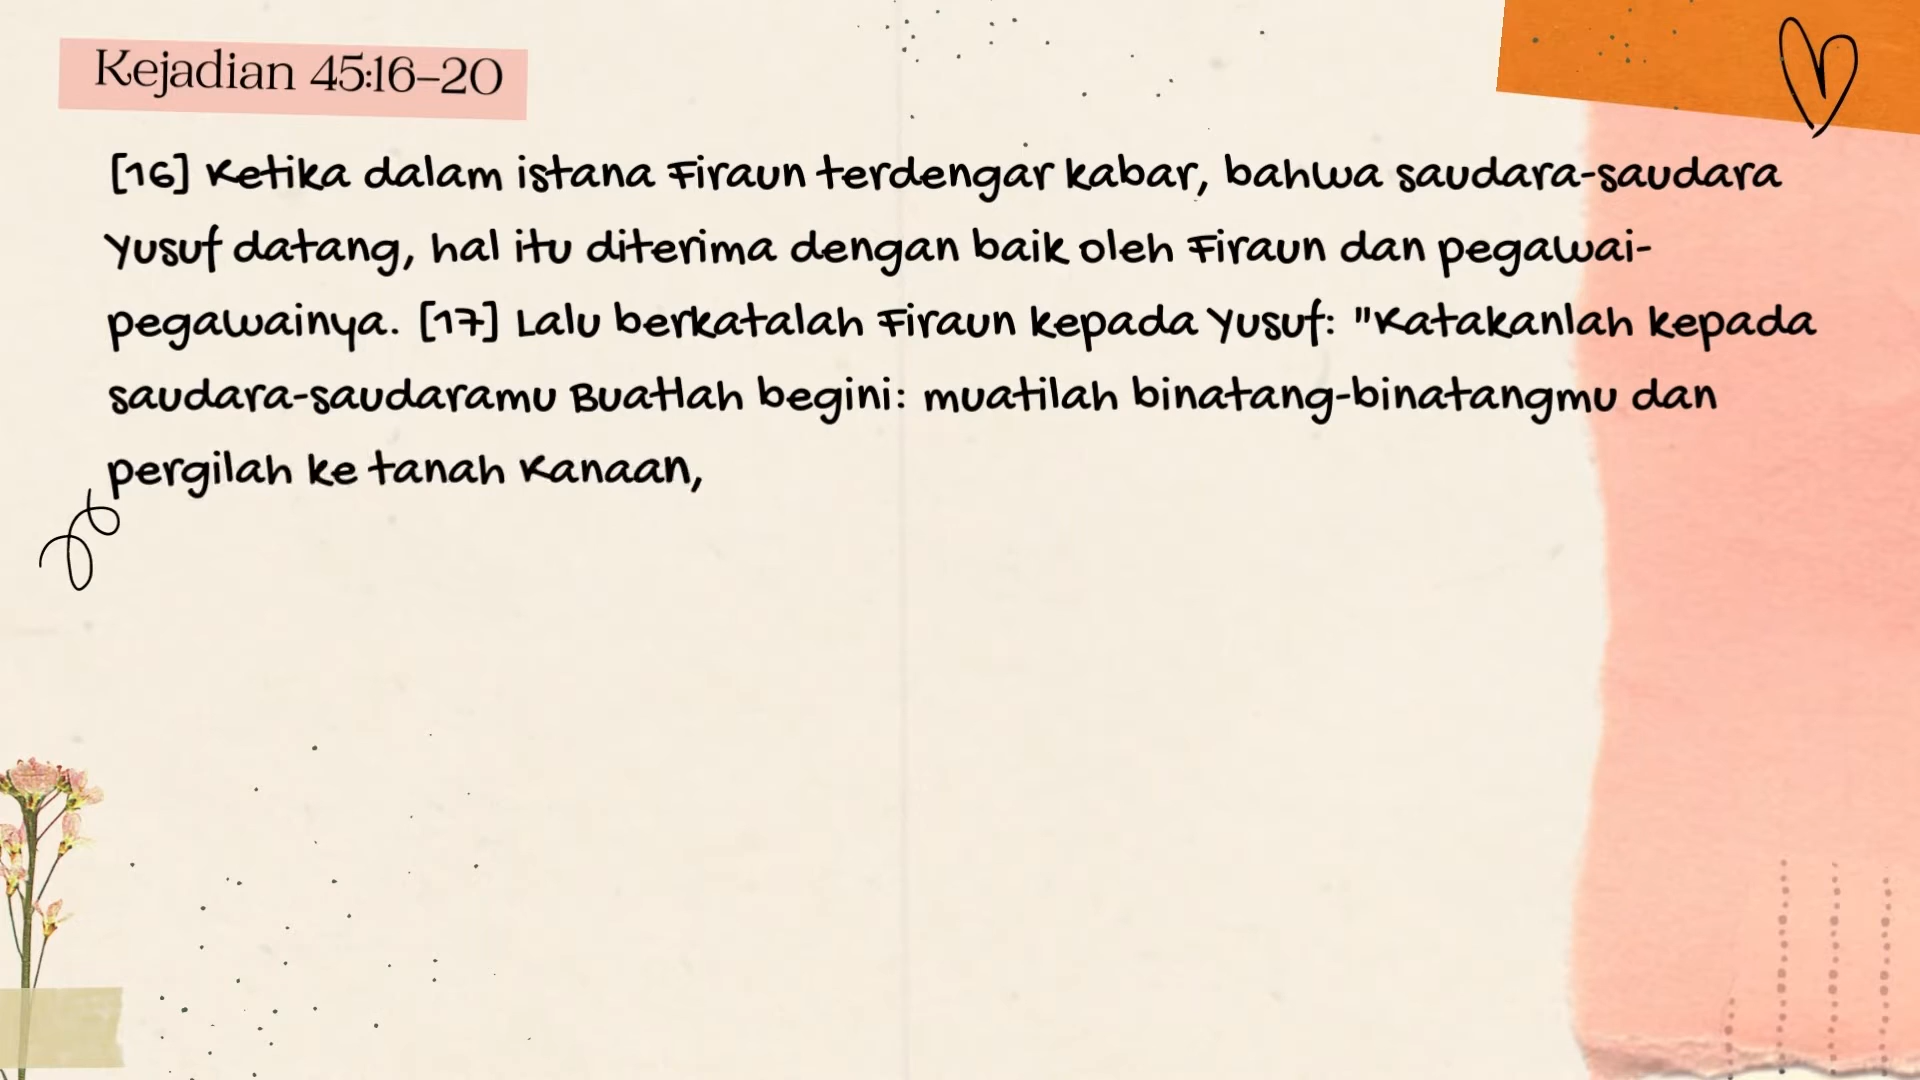 Kejadian 45:16-20
[16] Ketika dalam istana Firaun terdengar kabar, bahwa saudara-saudara
Yusuf datang, hal itu diterima dengan baik oleh Firaun dan pegawai-
pegawainya. [17] Lalu berkatalah Firaun kepada Yusuf: "Katakanlah kepada
saudara-saudaramu Buatlah begini: muatilah binatang-binatangmu dan
pergilah ke tanah Kanaan,